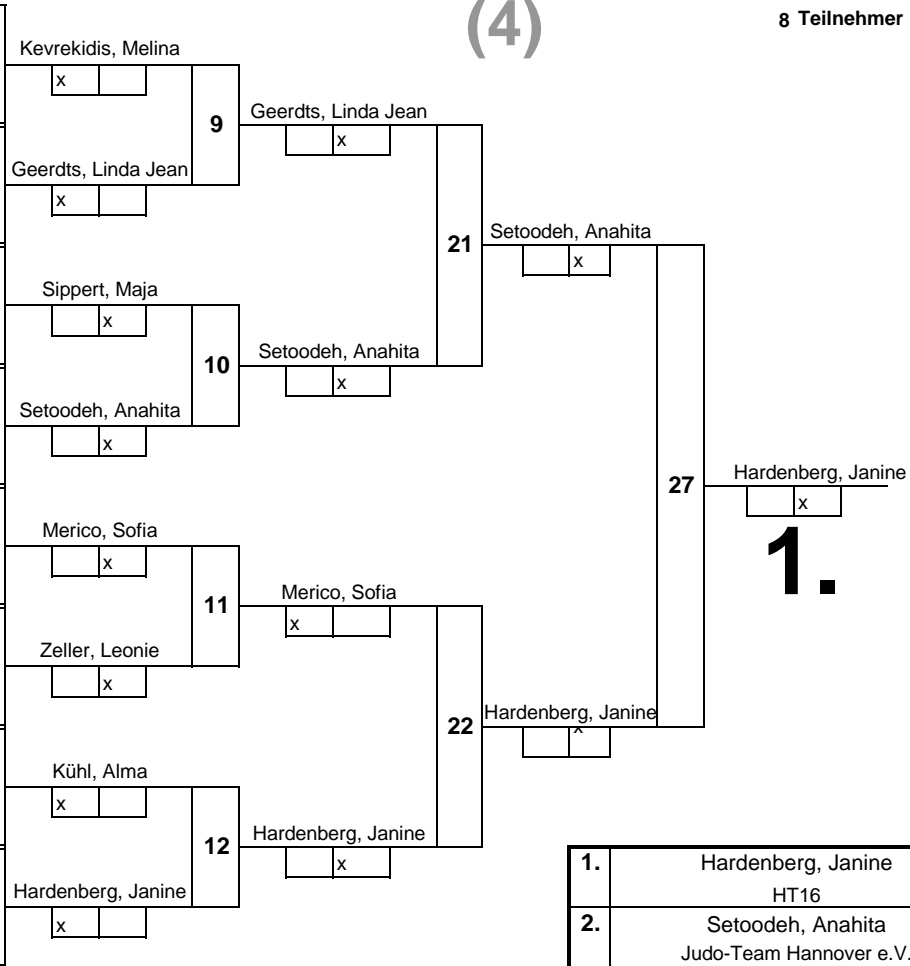 (4)
8 Teilnehmer
Kevrekidis, Melina
x
9
Geerdts, Linda Jean
x
Geerdts, Linda Jean
x
21
Setoodeh, Anahita
x
Sippert, Maja
x
10
Setoodeh, Anahita
x
Setoodeh, Anahita
x
27
Hardenberg, Janine
x
1.
Merico, Sofia
x
11
Merico, Sofia
x
Zeller, Leonie
x
22
Hardenberg, Janine
x
Kühl, Alma
x
12
Hardenberg, Janine
x
Hardenberg, Janine
x
1. Hardenberg, Janine
HT16
2. Setoodeh, Anahita
Judo-Team Hannover e.V.